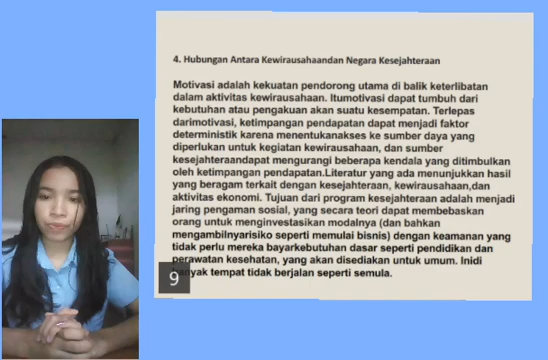 4. Hubungan Antara Kewirausahaandan Negara Kesejahteraan
Motivasi adalah kekuatan pendorong utama di balik keterlibatan
dalam aktivitas kewirausahaan. Itumotivasi dapat tumbuh dari
kebutuhan atau pengakuan akan suatu kesempatan. Terlepas
darimotivasi, ketimpangan pendapatan dapat menjadi faktor
deterministik karena menentukanakses ke sumber daya yang
diperlukan untuk kegiatan kewirausahaan, dan sumber
kesejahteraandapat mengurangi beberapa kendala yang ditimbulkan
oleh ketimpangan pendapatan.Literatur yang ada menunjukkan hasil
yang beragam terkait dengan kesejahteraan, kewirausahaan,dan
aktivitas ekonomi. Tujuan dari program kesejahteraan adalah menjadi
jaring pengaman sosial, yang secara teori dapat membebaskan
orang untuk menginvestasikan modalnya (dan bahkan
mengambilnyarisiko seperti memulai bisnis) dengan keamanan yang
tidak perlu mereka bayarkebutuhan dasar seperti pendidikan dan
perawatan kesehatan, yang akan disediakan untuk umum. Inidi
banyak tempat tidak berjalan seperti semula.
9